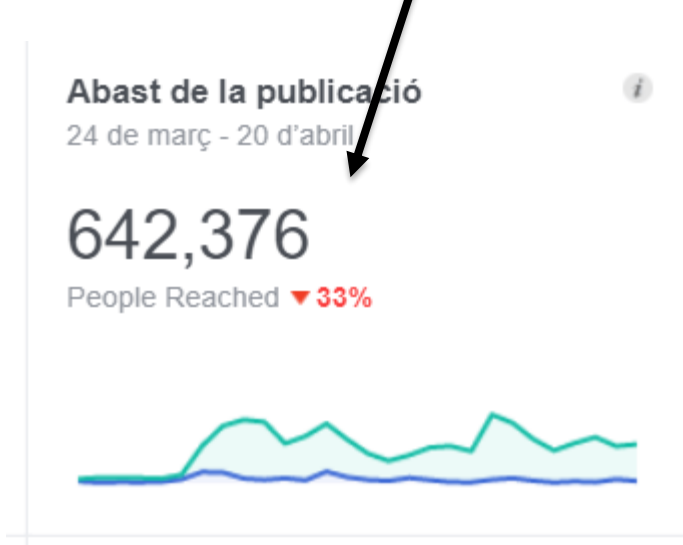 Abast de la publicació
24 de març - 20 d'abril
642,376
People Reached ▼ 33%